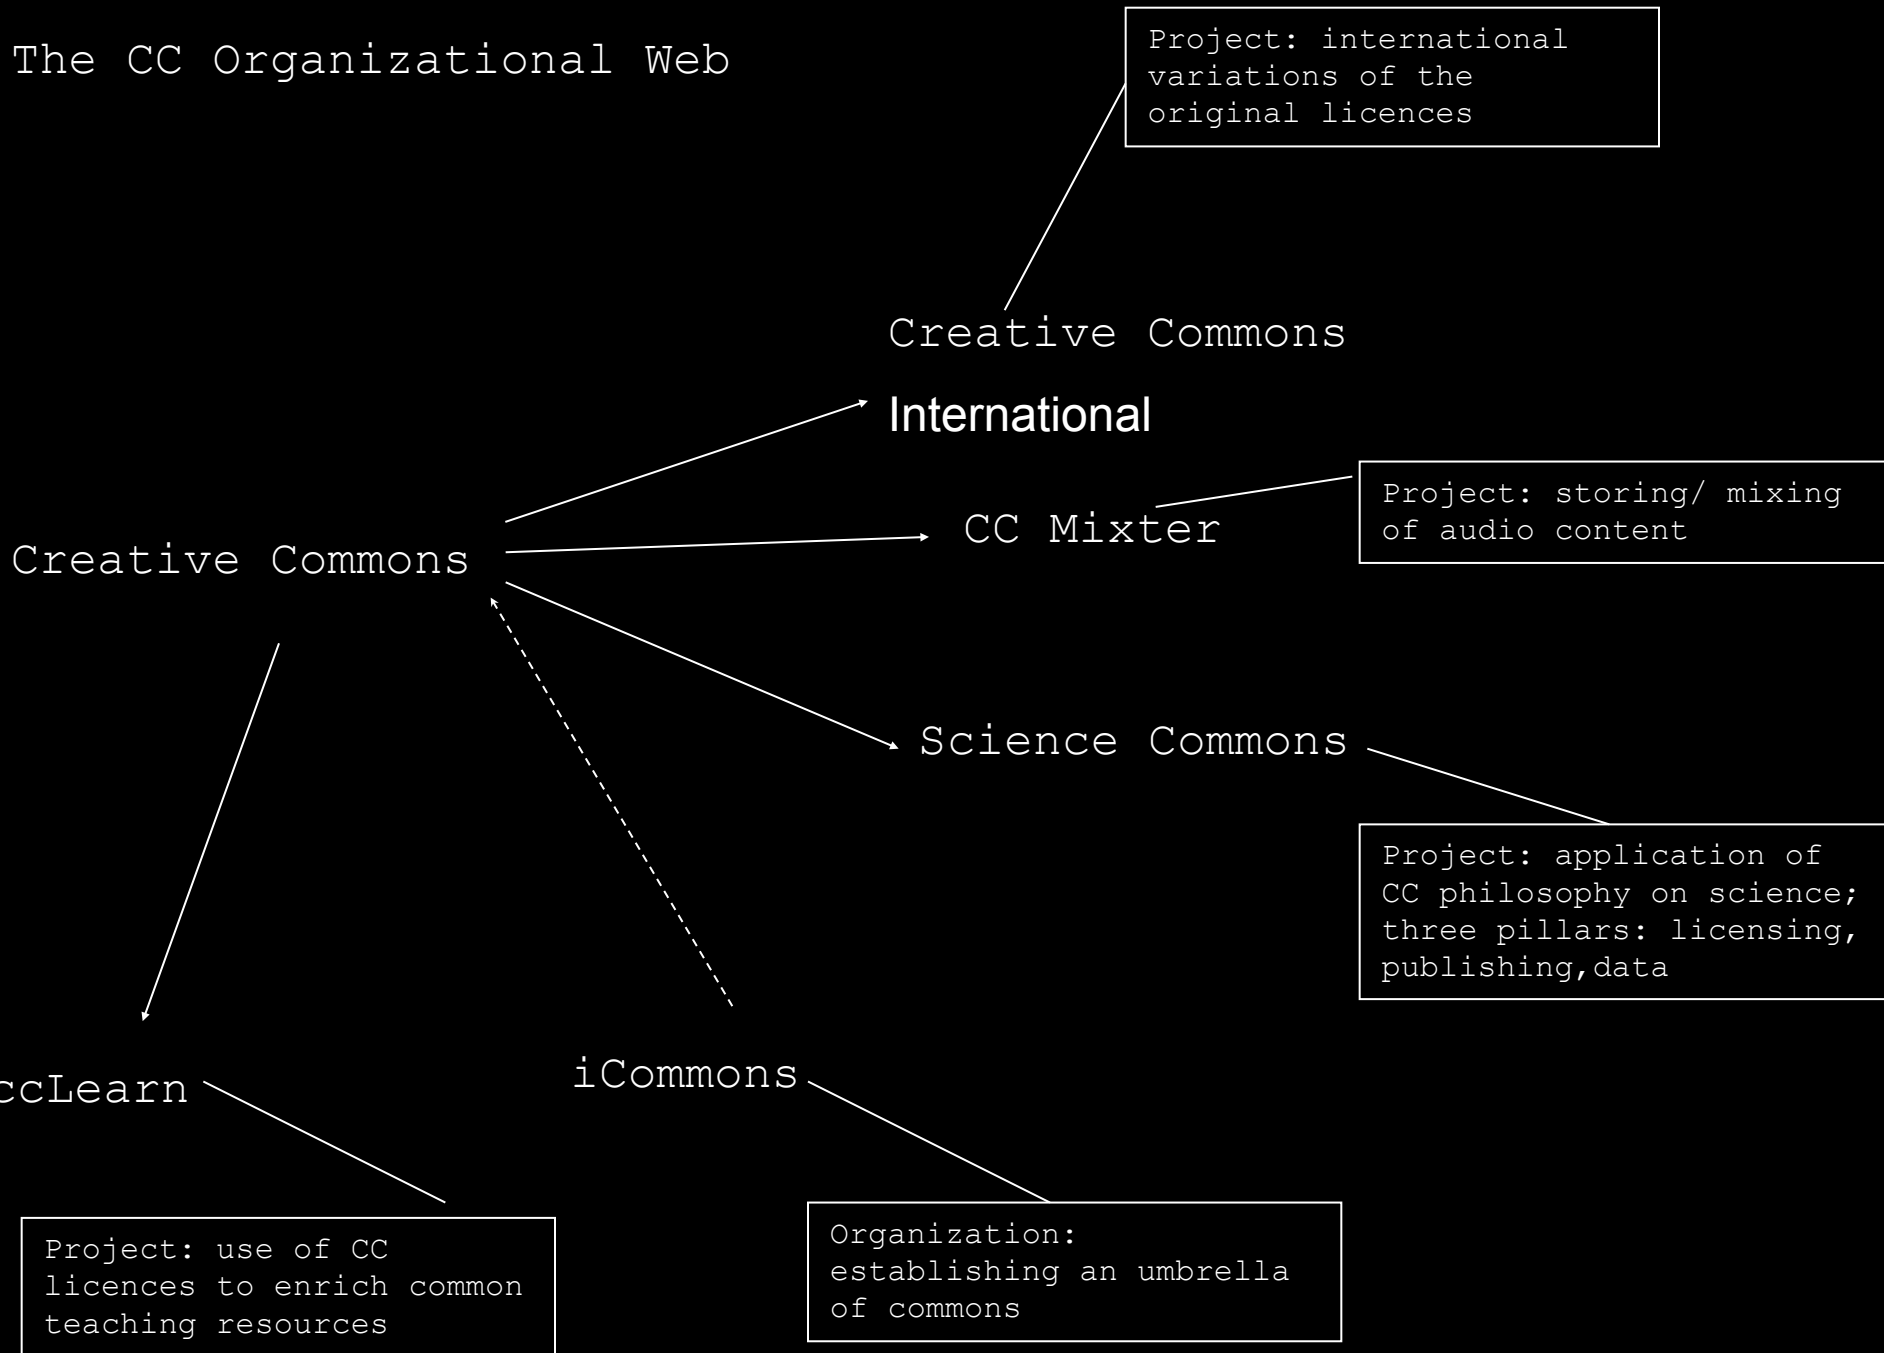 The CC Organizational Web
Project: international
variations of the
original licences
Creative Commons
International
CC Mixter
Project: storing/ mixing
of audio content
Creative Commons
Science Commons
Project: application of
CC philosophy on science;
three pillars: licensing,
publishing,data
ccLearn
iCommons
Project: use of CC
licences to enrich common
teaching resources
Organization:
establishing an umbrella
of commons